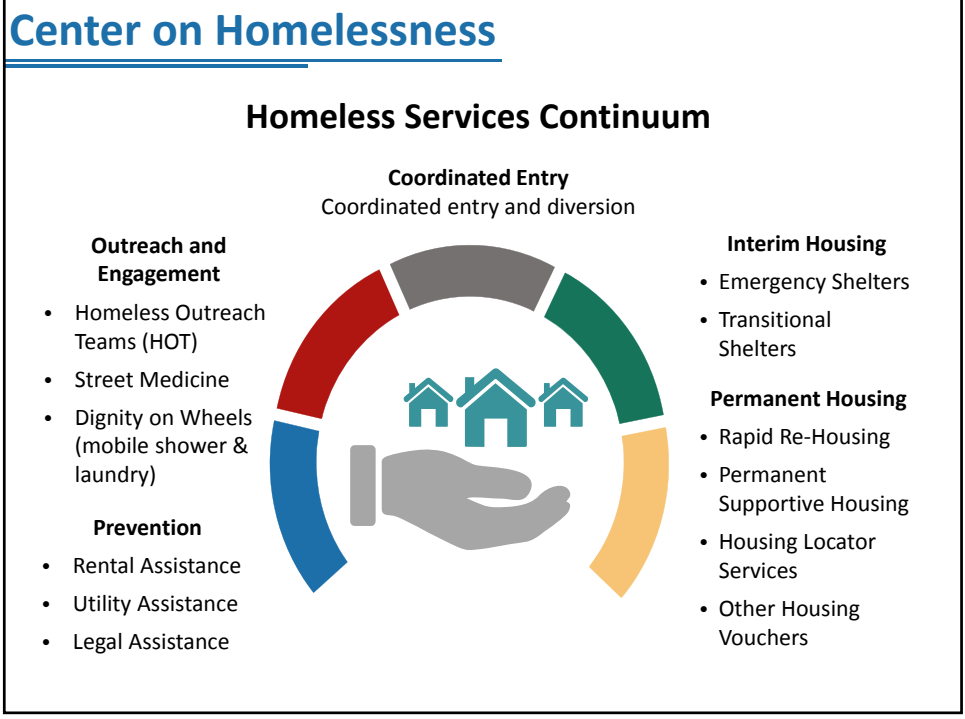 Center on Homelessness
Homeless Services Continuum
Coordinated Entry
Coordinated entry and diversion
Outreach and
Engagement
• Homeless Outreach
Teams (HOT)
• Street Medicine
• Dignity on Wheels
(mobile shower &
laundry)
Prevention
• Rental Assistance
• Utility Assistance
• Legal Assistance
Interim Housing
• Emergency Shelters
• Transitional
Shelters
Permanent Housing
• Rapid Re-Housing
• Permanent
Supportive Housing
• Housing Locator
Services
• Other Housing
Vouchers